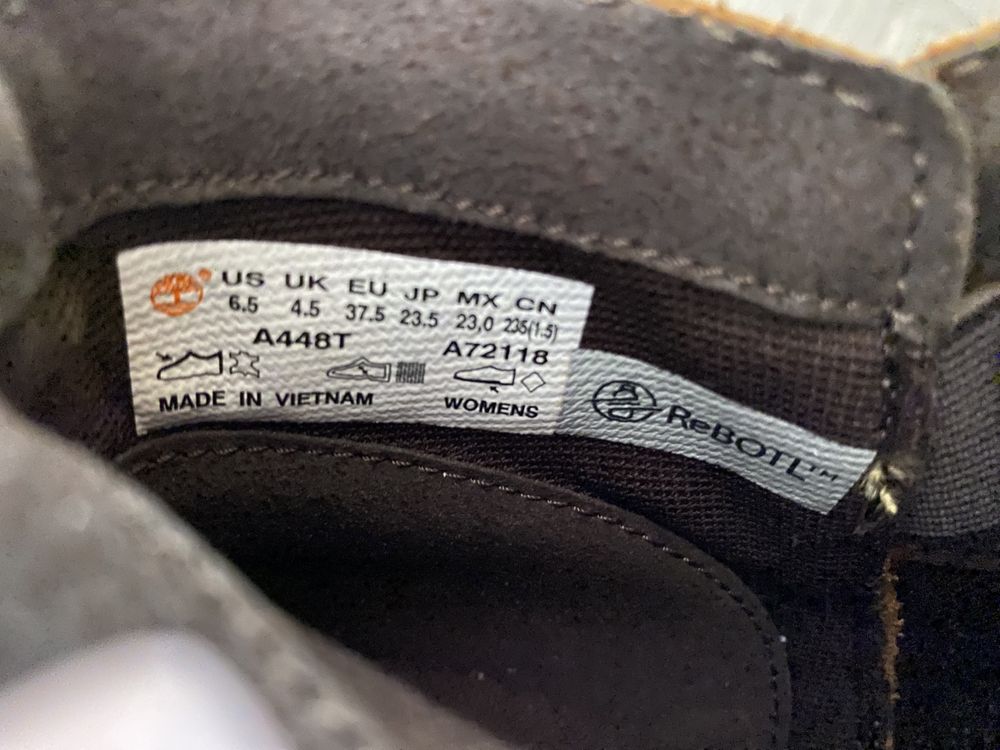 US UK EU JP MX CN
6.5 4.5 37.5 23.5 23,0 235(1.5)
A448T A72118
MADE IN VIETNAM WOMENS
ReBOTL™